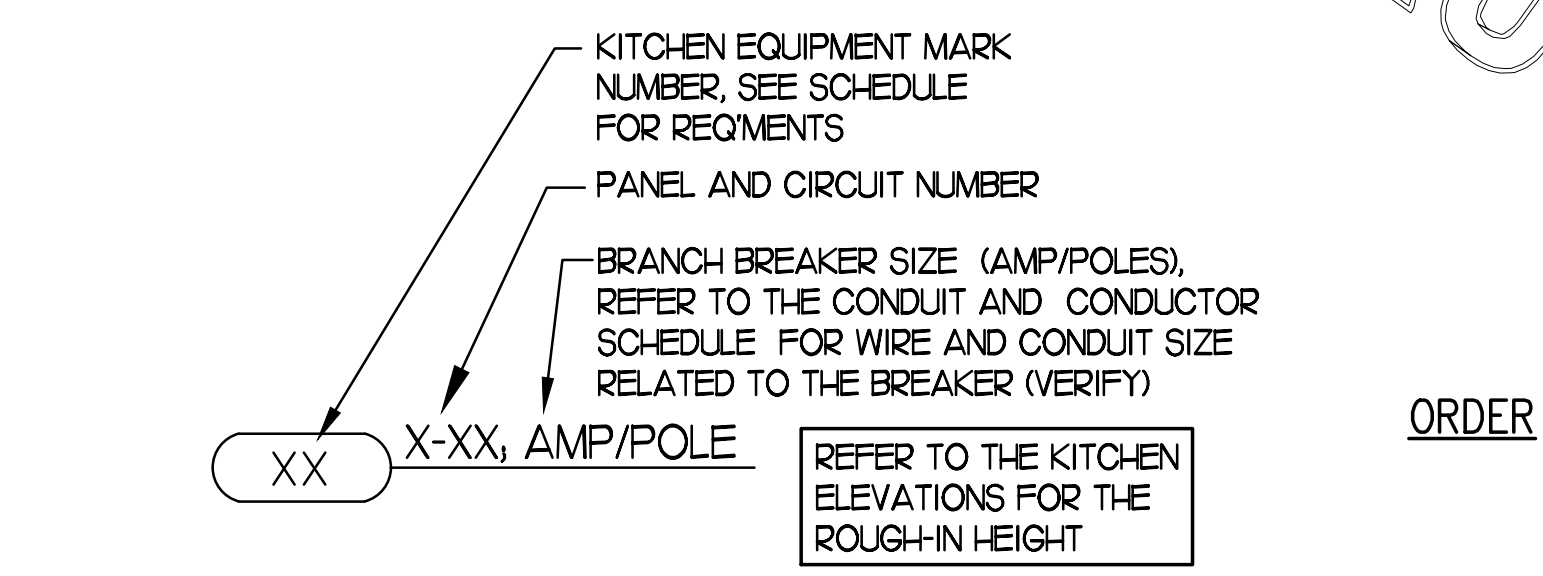 KITCHEN EQUIPMENT MARK
NUMBER, SEE SCHEDULE
FOR REQ'MENTS
PANEL AND CIRCUIT NUMBER
BRANCH BREAKER SIZE (AMP/POLES),
REFER TO THE CONDUIT AND CONDUCTOR
SCHEDULE FOR WIRE AND CONDUIT SIZE
RELATED TO THE BREAKER (VERIFY)
XX X-XX; AMP/POLE
REFER TO THE KITCHEN
ELEVATIONS FOR THE
ROUGH-IN HEIGHT
ORDER